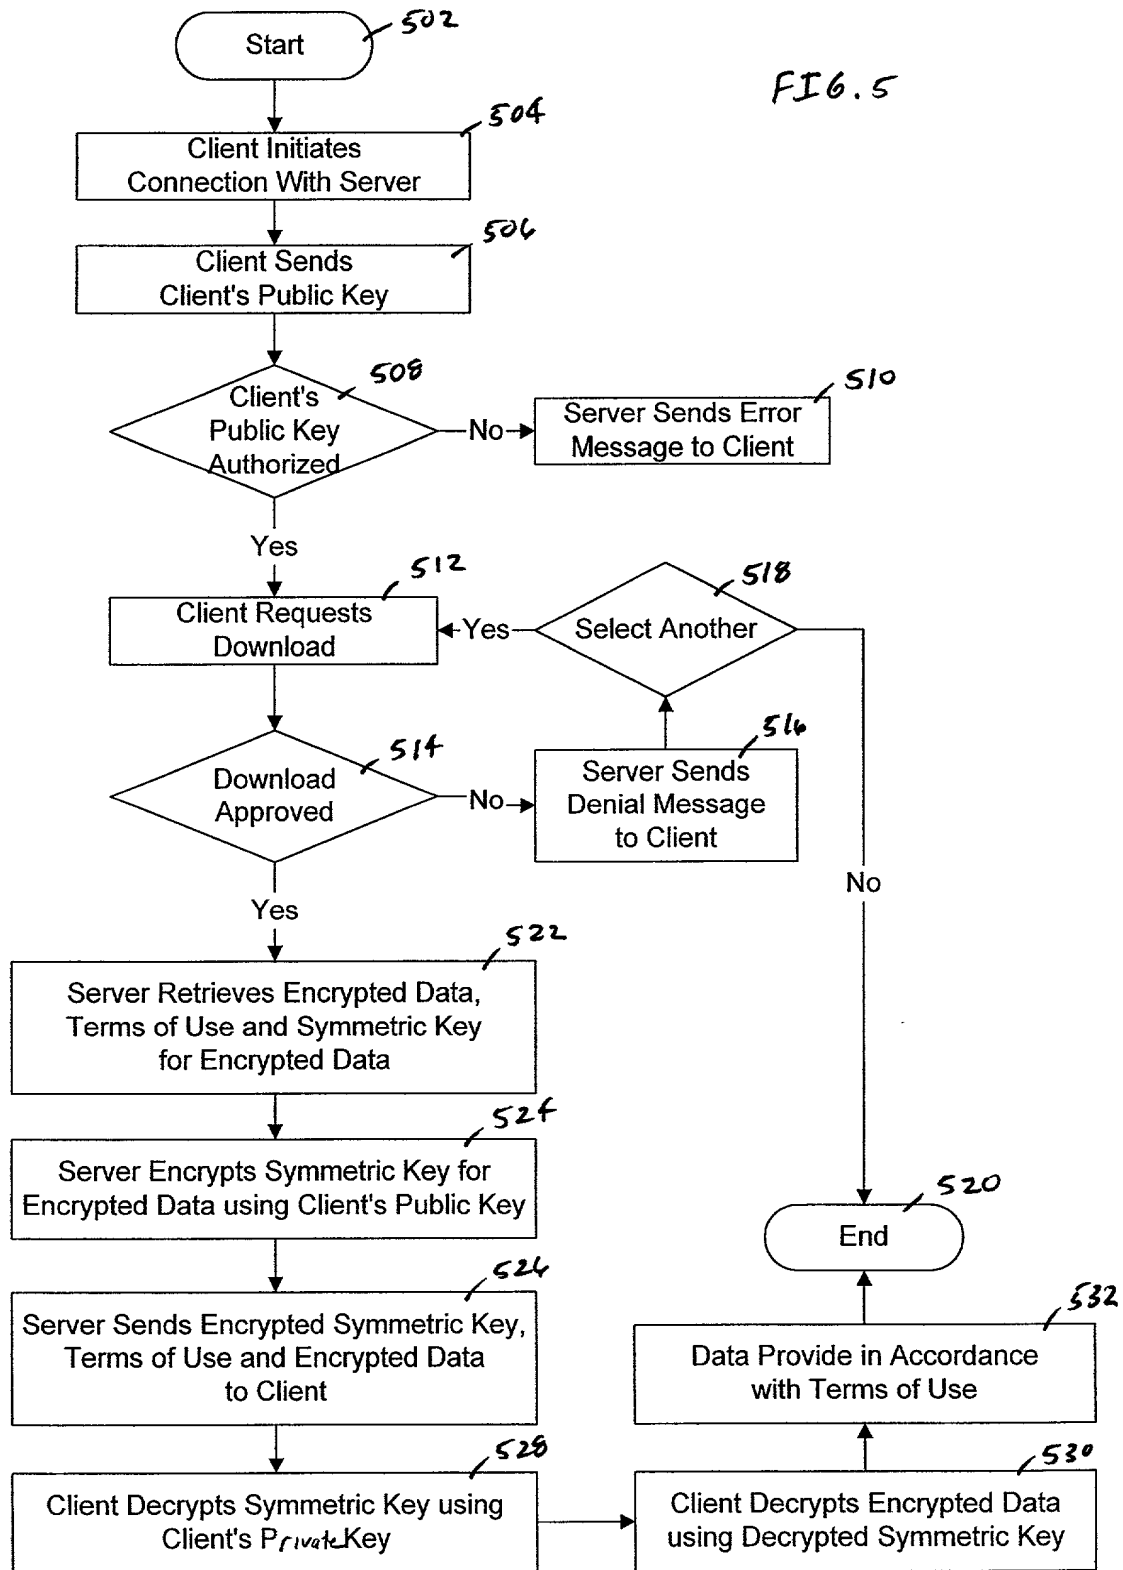 502
Start
FIG. 5
504
Client Initiates
Connection With Server
506
Client Sends
Client's Public Key
508
Client's
Public Key
Authorized
No
510
Server Sends Error
Message to Client
Yes
512
Client Requests
Download
Yes
518
Select Another
514
Download
Approved
No
516
Server Sends
Denial Message
to Client
No
Yes
522
Server Retrieves Encrypted Data,
Terms of Use and Symmetric Key
for Encrypted Data
524
Server Encrypts Symmetric Key for
Encrypted Data using Client's Public Key
520
End
526
Server Sends Encrypted Symmetric Key,
Terms of Use and Encrypted Data
to Client
532
Data Provide in Accordance
with Terms of Use
528
Client Decrypts Symmetric Key using
Client's Private Key
530
Client Decrypts Encrypted Data
using Decrypted Symmetric Key